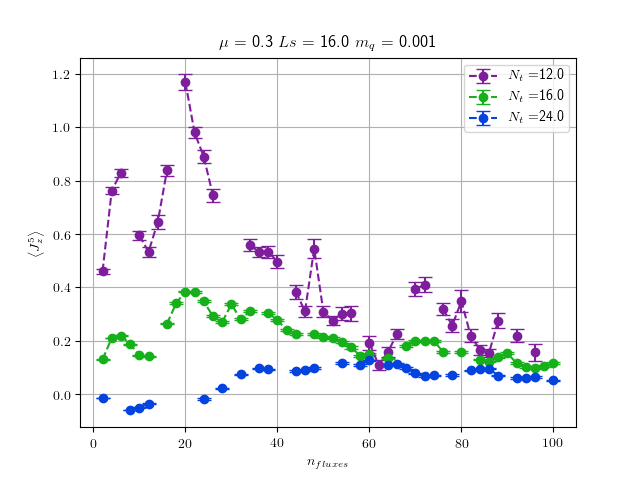 μ = 0.3 Ls = 16.0 m_q = 0.001
1.2
1.0
0.8
0.6
0.4
0.2
0.0
⟨J_z^5⟩
N_t =12.0
N_t =16.0
N_t =24.0
0 20 40 60 80 100
n_{fluxes}